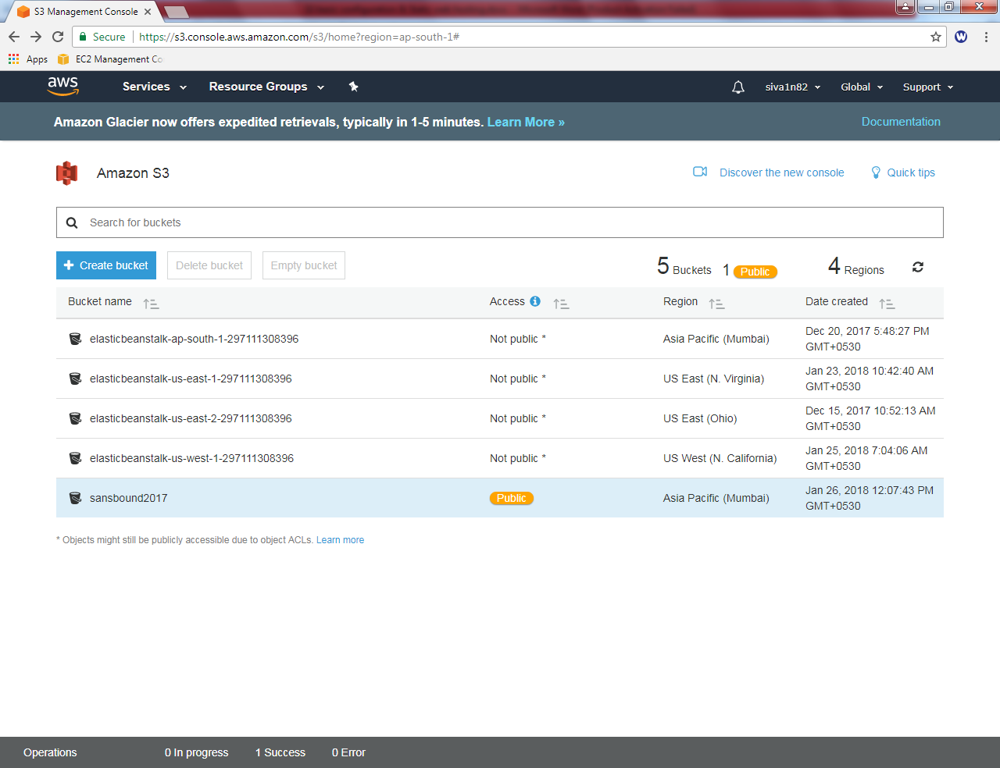 S3 Management Console
Secure https://s3.console.aws.amazon.com/s3/home?region=ap-south-1#
Apps EC2 Management Co
aws Services Resource Groups siva1n82 Global Support
Amazon Glacier now offers expedited retrievals, typically in 1-5 minutes. Learn More » Documentation
Amazon S3 Discover the new console Quick tips
Search for buckets
Create bucket Delete bucket Empty bucket 5 Buckets 1 Public 4 Regions
Bucket name Access Region Date created
elasticbeanstalk-ap-south-1-297111308396 Not public * Asia Pacific (Mumbai) Dec 20, 2017 5:48:27 PM
GMT+0530
elasticbeanstalk-us-east-1-297111308396 Not public * US East (N. Virginia) Jan 23, 2018 10:42:40 AM
GMT+0530
elasticbeanstalk-us-east-2-297111308396 Not public * US East (Ohio) Dec 15, 2017 10:52:13 AM
GMT+0530
elasticbeanstalk-us-west-1-297111308396 Not public * US West (N. California) Jan 25, 2018 7:04:06 AM
GMT+0530
sansbound2017 Public Asia Pacific (Mumbai) Jan 26, 2018 12:07:43 PM
GMT+0530
* Objects might still be publicly accessible due to object ACLs. Learn more
Operations 0 In progress 1 Success 0 Error